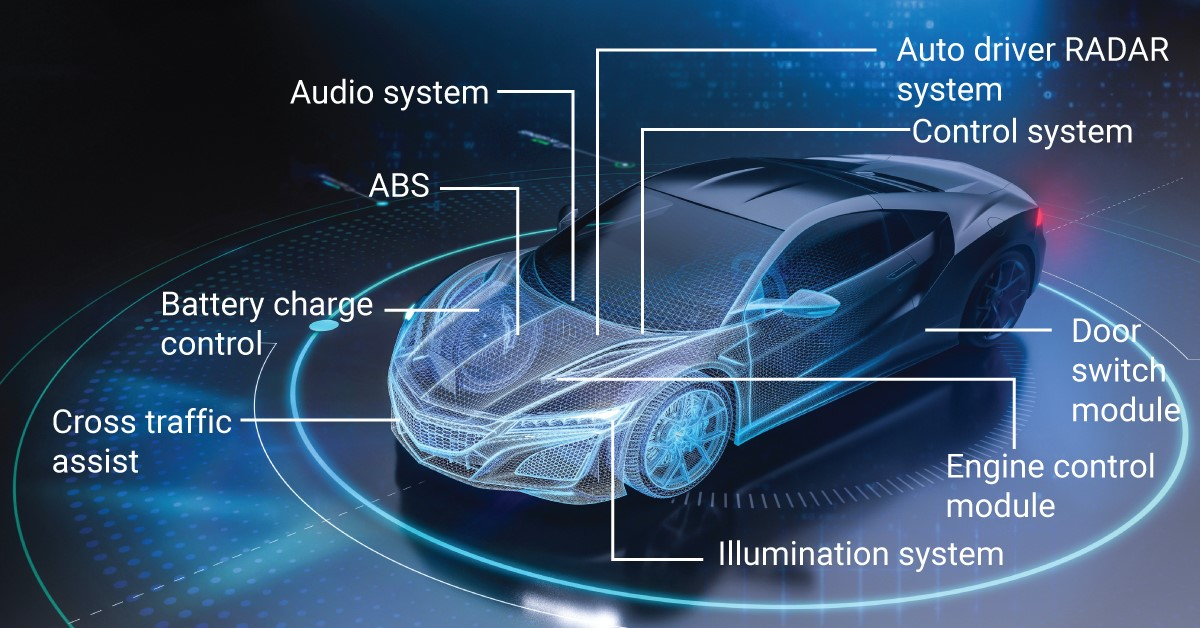 Auto driver RADAR
system
Audio system
Control system
ABS
Battery charge
control
Door
switch
module
Cross traffic
assist
Engine control
module
Illumination system